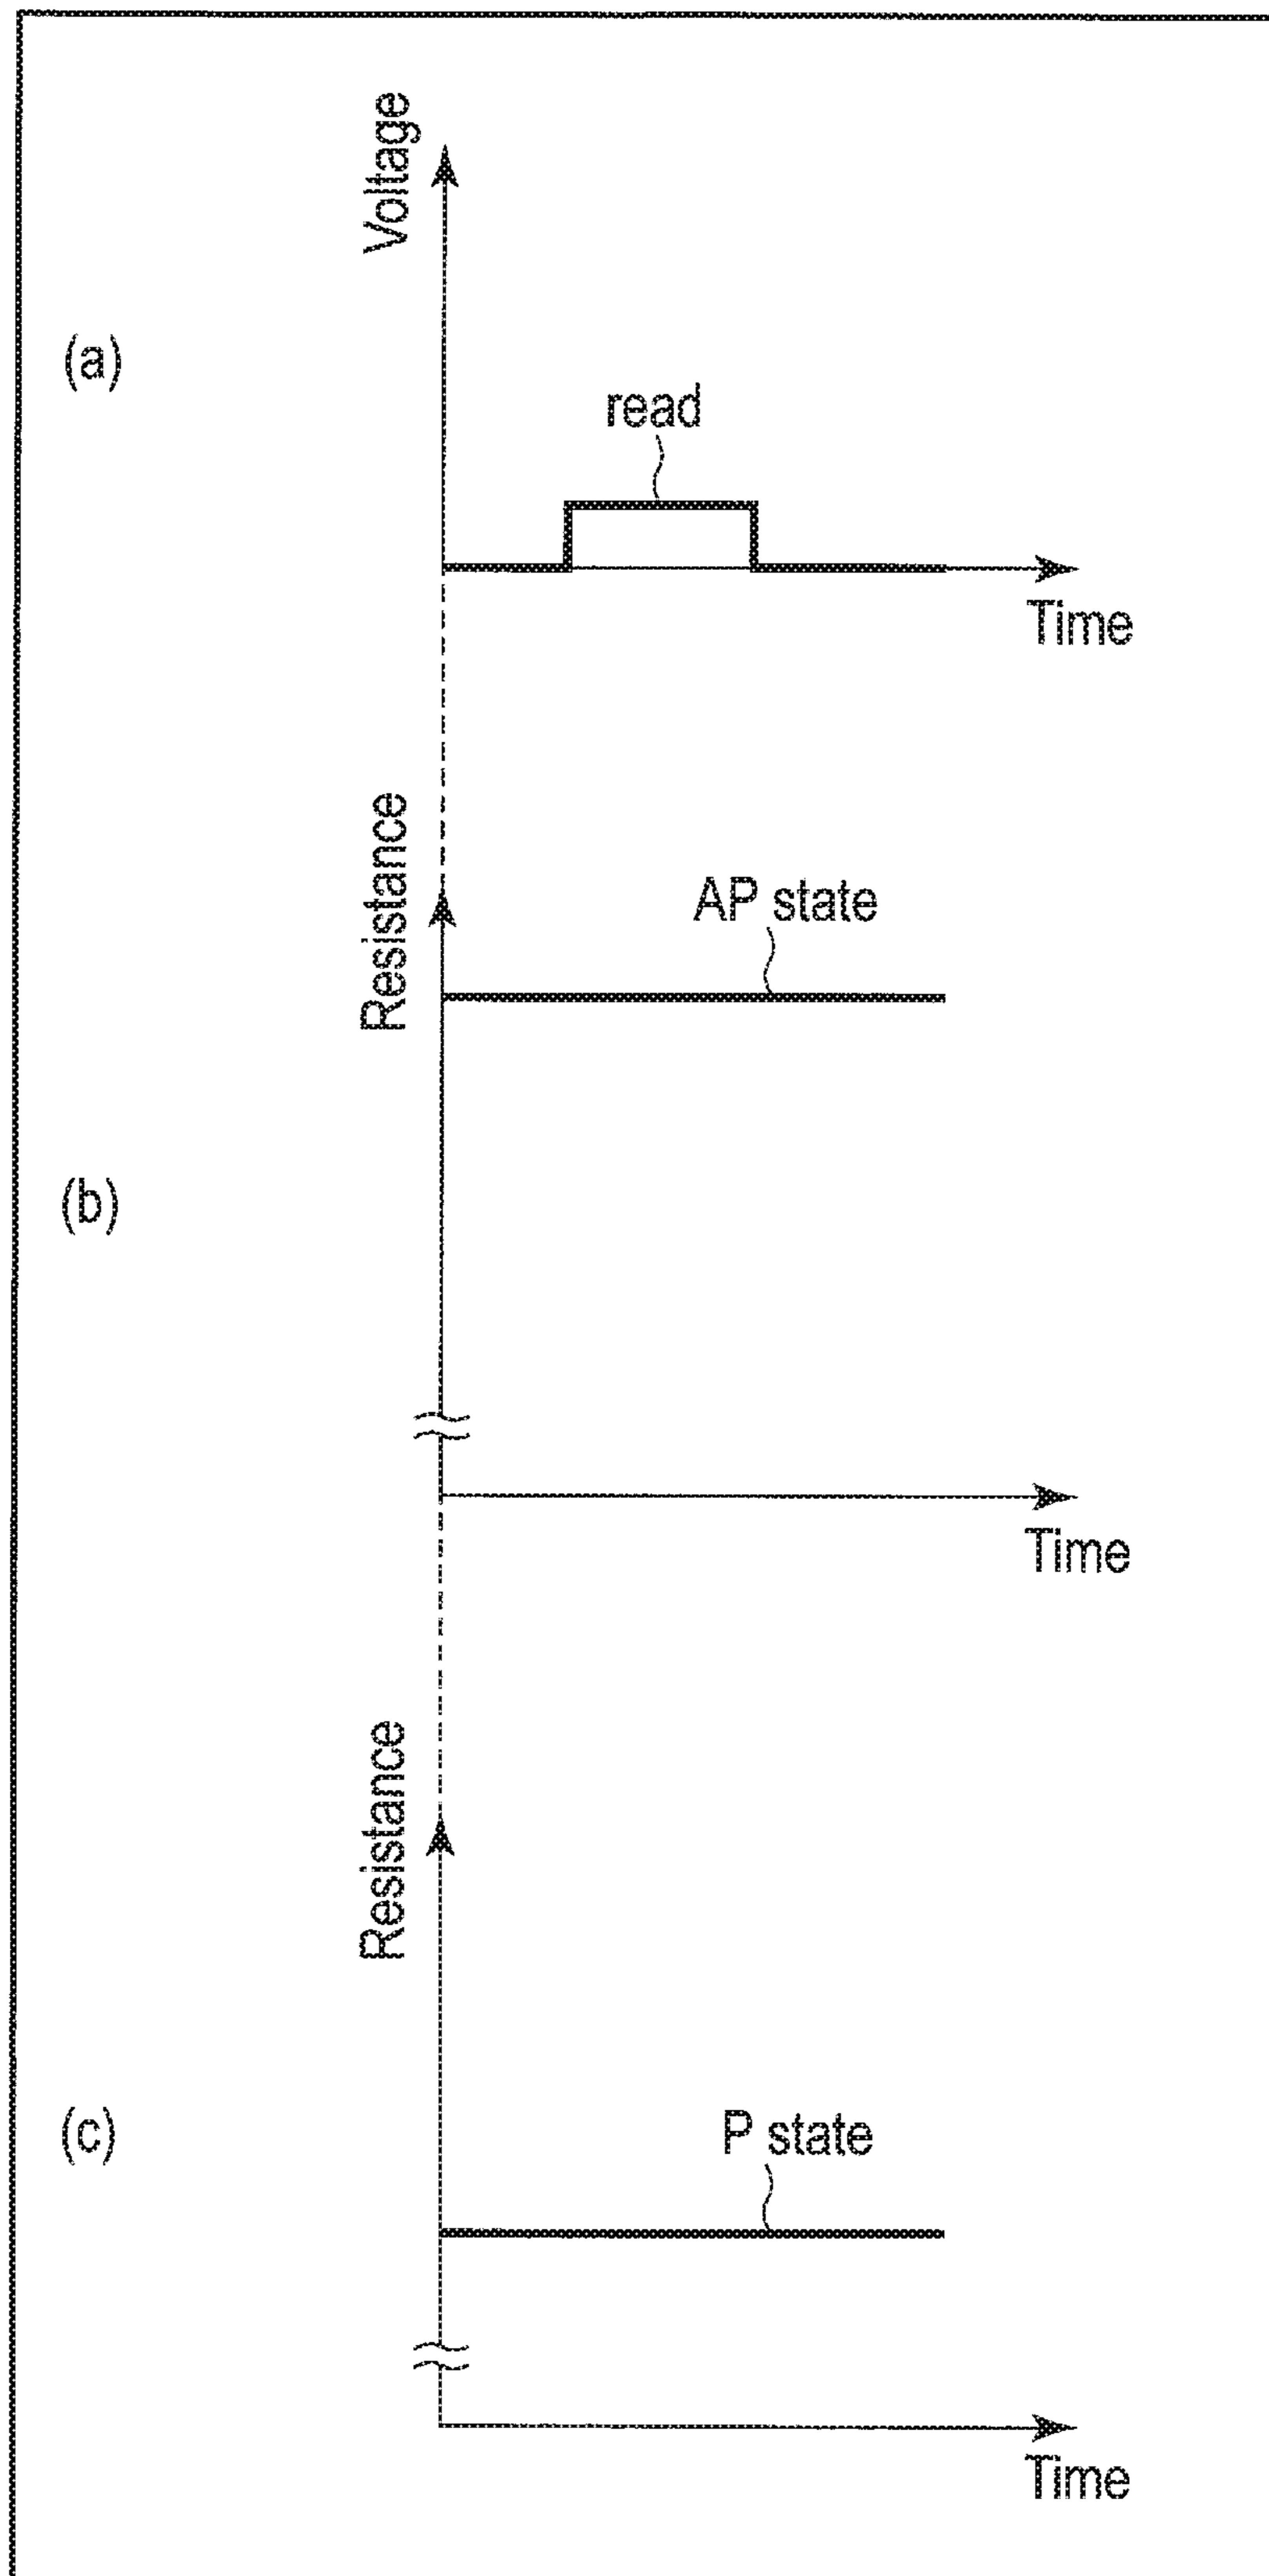 Voltage
(a)
read
Time
Resistance
AP state
(b)
Time
Resistance
(c)
P state
Time